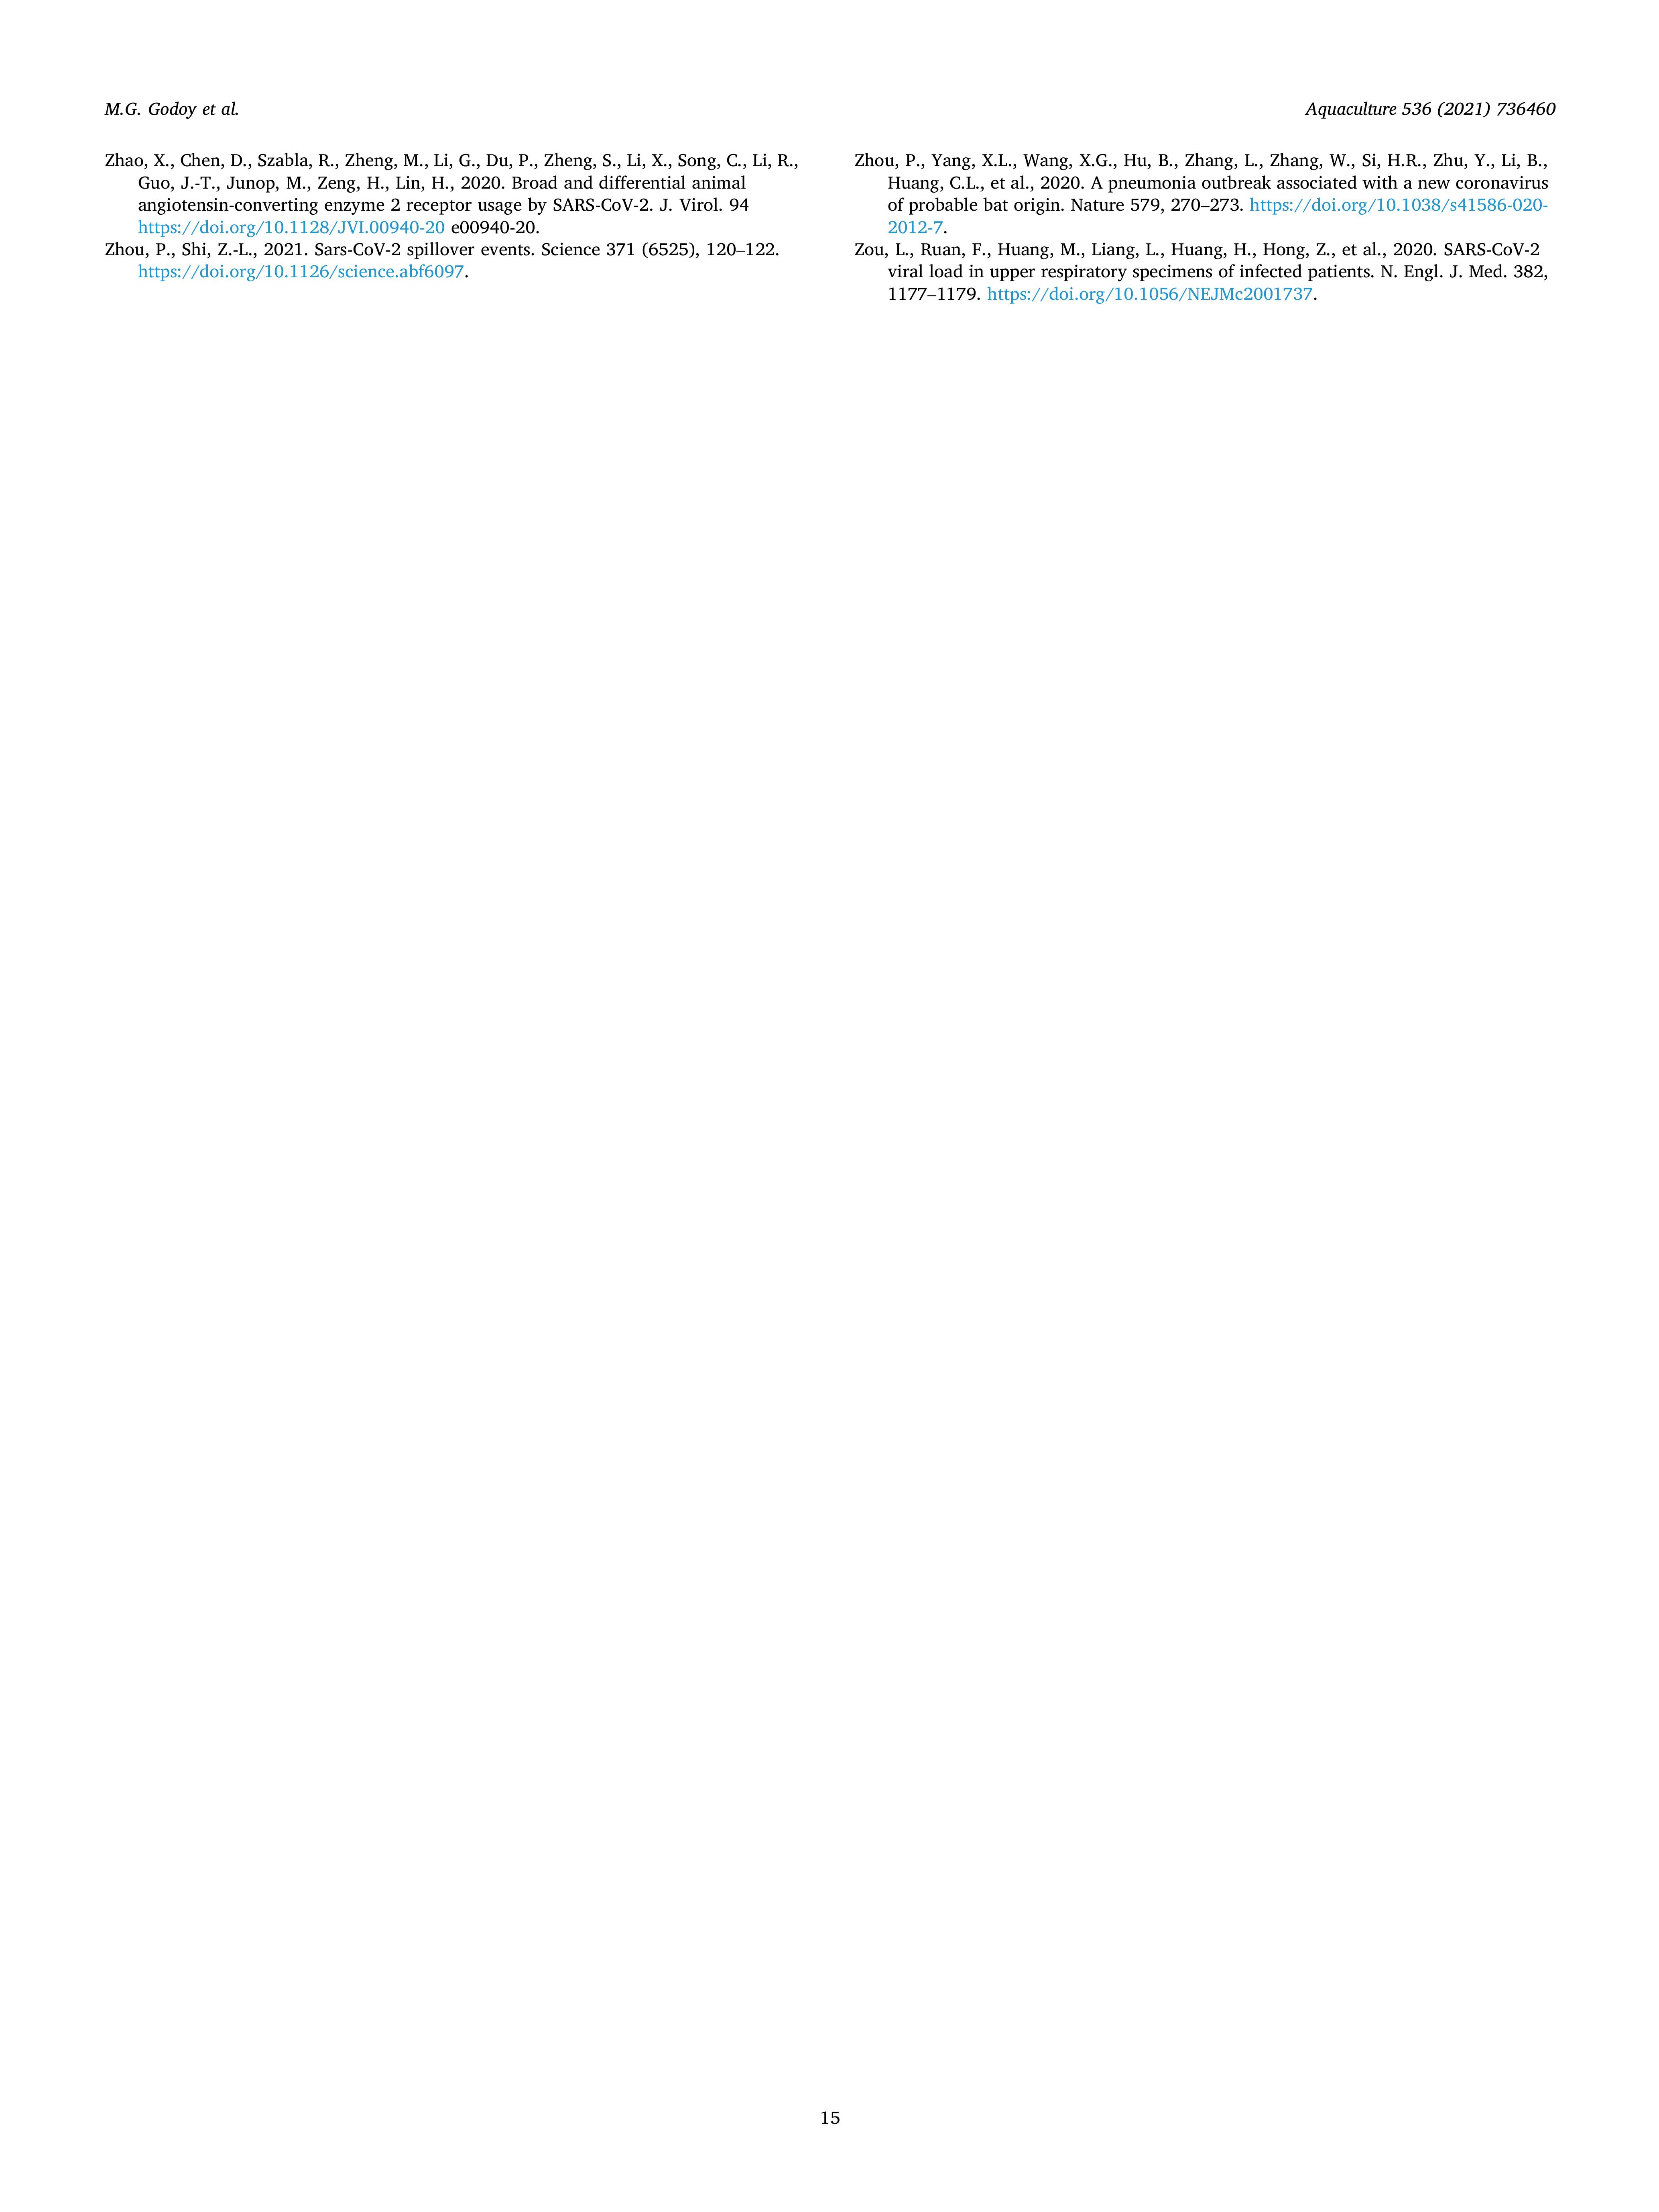 M.G. Godoy et al.
Aquaculture 536 (2021) 736460
Zhao, X., Chen, D., Szabla, R., Zheng, M., Li, G., Du, P., Zheng, S., Li, X., Song, C., Li, R.,
Guo, J.-T., Junop, M., Zeng, H., Lin, H., 2020. Broad and differential animal
angiotensin-converting enzyme 2 receptor usage by SARS-CoV-2. J. Virol. 94
https://doi.org/10.1128/JVI.00940-20 e00940-20.
Zhou, P., Shi, Z.-L., 2021. Sars-CoV-2 spillover events. Science 371 (6525), 120–122.
https://doi.org/10.1126/science.abf6097.
Zhou, P., Yang, X.L., Wang, X.G., Hu, B., Zhang, L., Zhang, W., Si, H.R., Zhu, Y., Li, B.,
Huang, C.L., et al., 2020. A pneumonia outbreak associated with a new coronavirus
of probable bat origin. Nature 579, 270–273. https://doi.org/10.1038/s41586-020-
2012-7.
Zou, L., Ruan, F., Huang, M., Liang, L., Huang, H., Hong, Z., et al., 2020. SARS-CoV-2
viral load in upper respiratory specimens of infected patients. N. Engl. J. Med. 382,
1177–1179. https://doi.org/10.1056/NEJMc2001737.
15